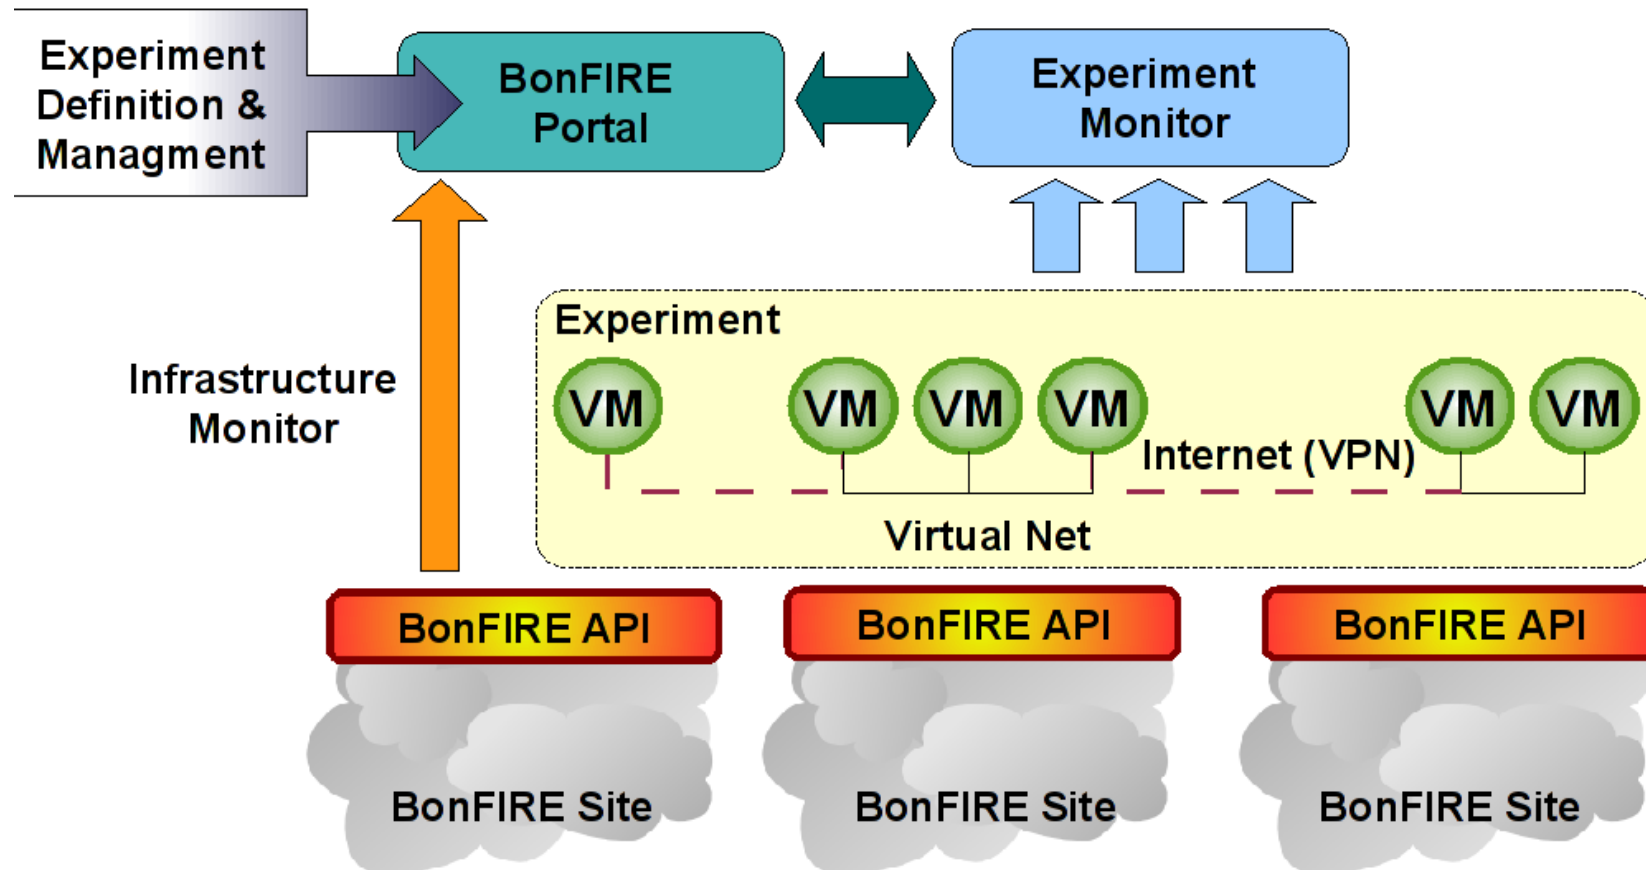 Experiment
Definition &
Managment
BonFIRE
Portal
Experiment
Monitor
Experiment
Infrastructure
Monitor
VM
VM
VM
VM
VM
VM
Internet (VPN)
Virtual Net
BonFIRE API
BonFIRE API
BonFIRE API
BonFIRE Site
BonFIRE Site
BonFIRE Site